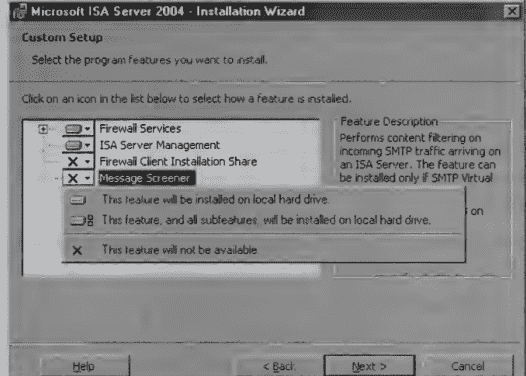 Microsoft ISA Server 2004 - Installation Wizard
Custom Setup
Select the program features you want to install.
Click on an icon in the list below to select how a feature is installed.
Firewall Services
ISA Server Management
Firewall Client Installation Share
Message Screener
This feature will be installed on local hard drive.
This feature, and all subfeatures, will be installed on local hard drive.
This feature will not be available.
Feature Description
Performs content filtering on
incoming SMTP traffic arriving on
an ISA Server. The feature can
be installed only if SMTP Virtual
on
Help
< Back
Next >
Cancel